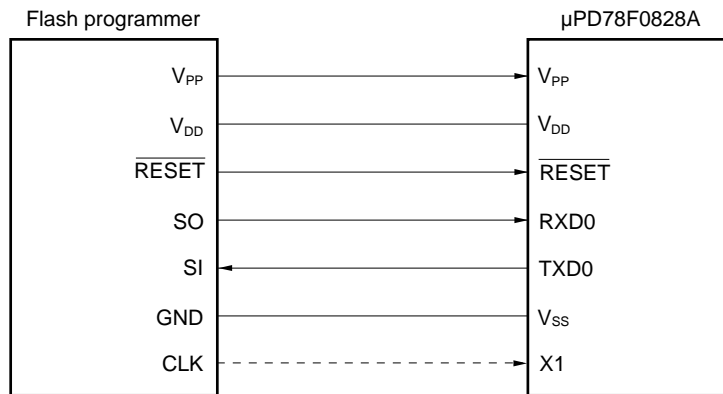 Flash programmer µPD78F0828A
VPP VPP
VDD VDD
RESET RESET
SO RXD0
SI TXD0
GND VSS
CLK X1